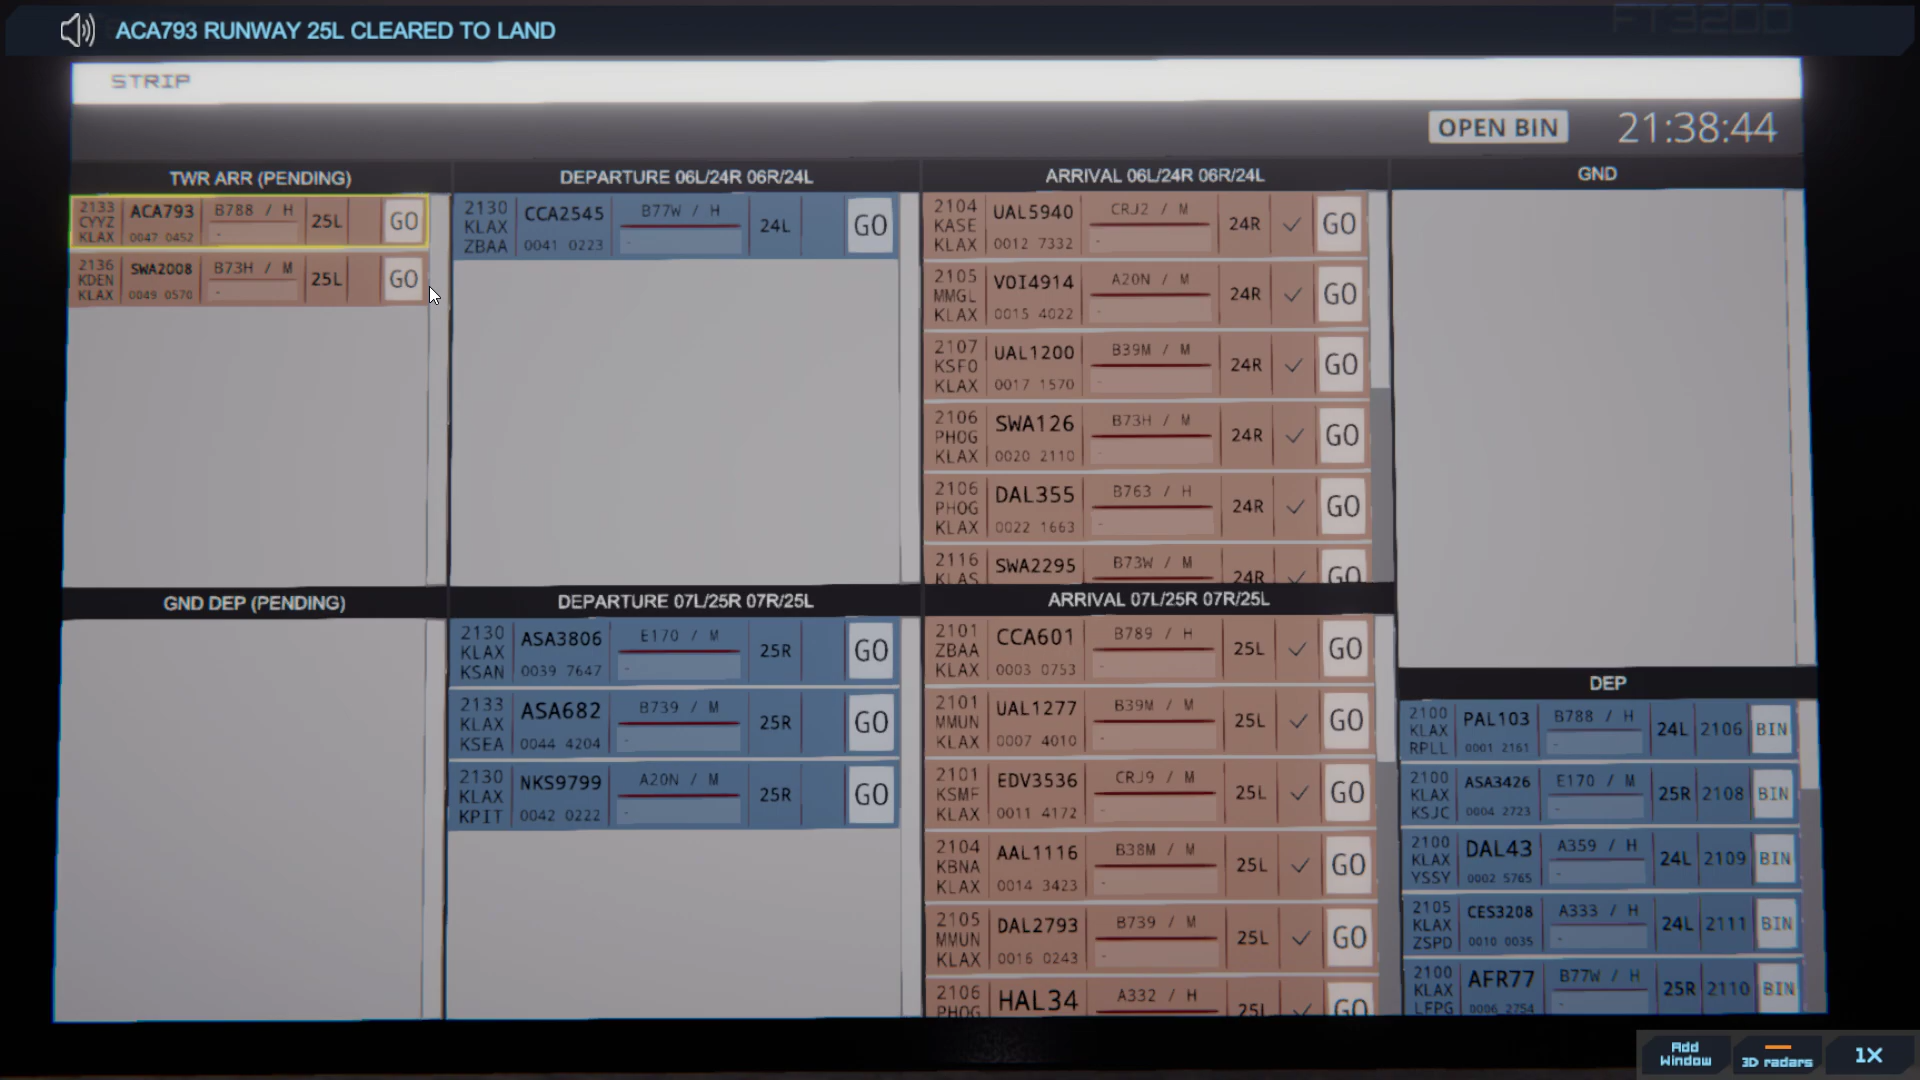 ACA793 RUNWAY 25L CLEARED TO LAND
FT3200
STRIP
OPEN BIN
21:38:44
TWR ARR (PENDING)
2133 CYYZ KLAX ACA793 0047 0452 B788 / H - 25L GO
2136 KDEN KLAX SWA2008 0049 0570 B73H / M - 25L GO
DEPARTURE 06L/24R 06R/24L
2130 KLAX ZBAA CCA2545 0041 0223 B77W / H - 24L GO
ARRIVAL 06L/24R 06R/24L
2104 KASE KLAX UAL5940 0012 7332 CRJ2 / M - 24R ✓ GO
2105 MMGL KLAX VOI4914 0015 4022 A20N / M - 24R ✓ GO
2107 KSFO KLAX UAL1200 0017 1570 B39M / M - 24R ✓ GO
2106 PHOG KLAX SWA126 0020 2110 B73H / M - 24R ✓ GO
2106 PHOG KLAX DAL355 0022 1663 B763 / H - 24R ✓ GO
2116 KLAS SWA2295 B73W / M 24R GO
GND
GND DEP (PENDING)
DEPARTURE 07L/25R 07R/25L
2130 KLAX KSAN ASA3806 0039 7647 E170 / M - 25R GO
2133 KLAX KSEA ASA682 0044 4204 B739 / M - 25R GO
2130 KLAX KPIT NKS9799 0042 0222 A20N / M - 25R GO
ARRIVAL 07L/25R 07R/25L
2101 ZBAA KLAX CCA601 0003 0753 B789 / H - 25L ✓ GO
2101 MMUN KLAX UAL1277 0007 4010 B39M / M - 25L ✓ GO
2101 KSMF KLAX EDV3536 0011 4172 CRJ9 / M - 25L ✓ GO
2104 KBNA KLAX AAL1116 0014 3423 B38M / M - 25L ✓ GO
2105 MMUN KLAX DAL2793 0016 0243 B739 / M - 25L ✓ GO
2106 PHOG HAL34 A332 / H 25L GO
DEP
2100 KLAX RPLL PAL103 0001 2161 B788 / H - 24L 2106 BIN
2100 KLAX KSJC ASA3426 0004 2723 E170 / M - 25R 2108 BIN
2100 KLAX YSSY DAL43 0002 5765 A359 / H - 24L 2109 BIN
2105 KLAX ZSPD CES3208 0010 0035 A333 / H - 24L 2111 BIN
2100 KLAX LFPG AFR77 0006 2754 B77W / H - 25R 2110 BIN
Add Window
3D radars
1X